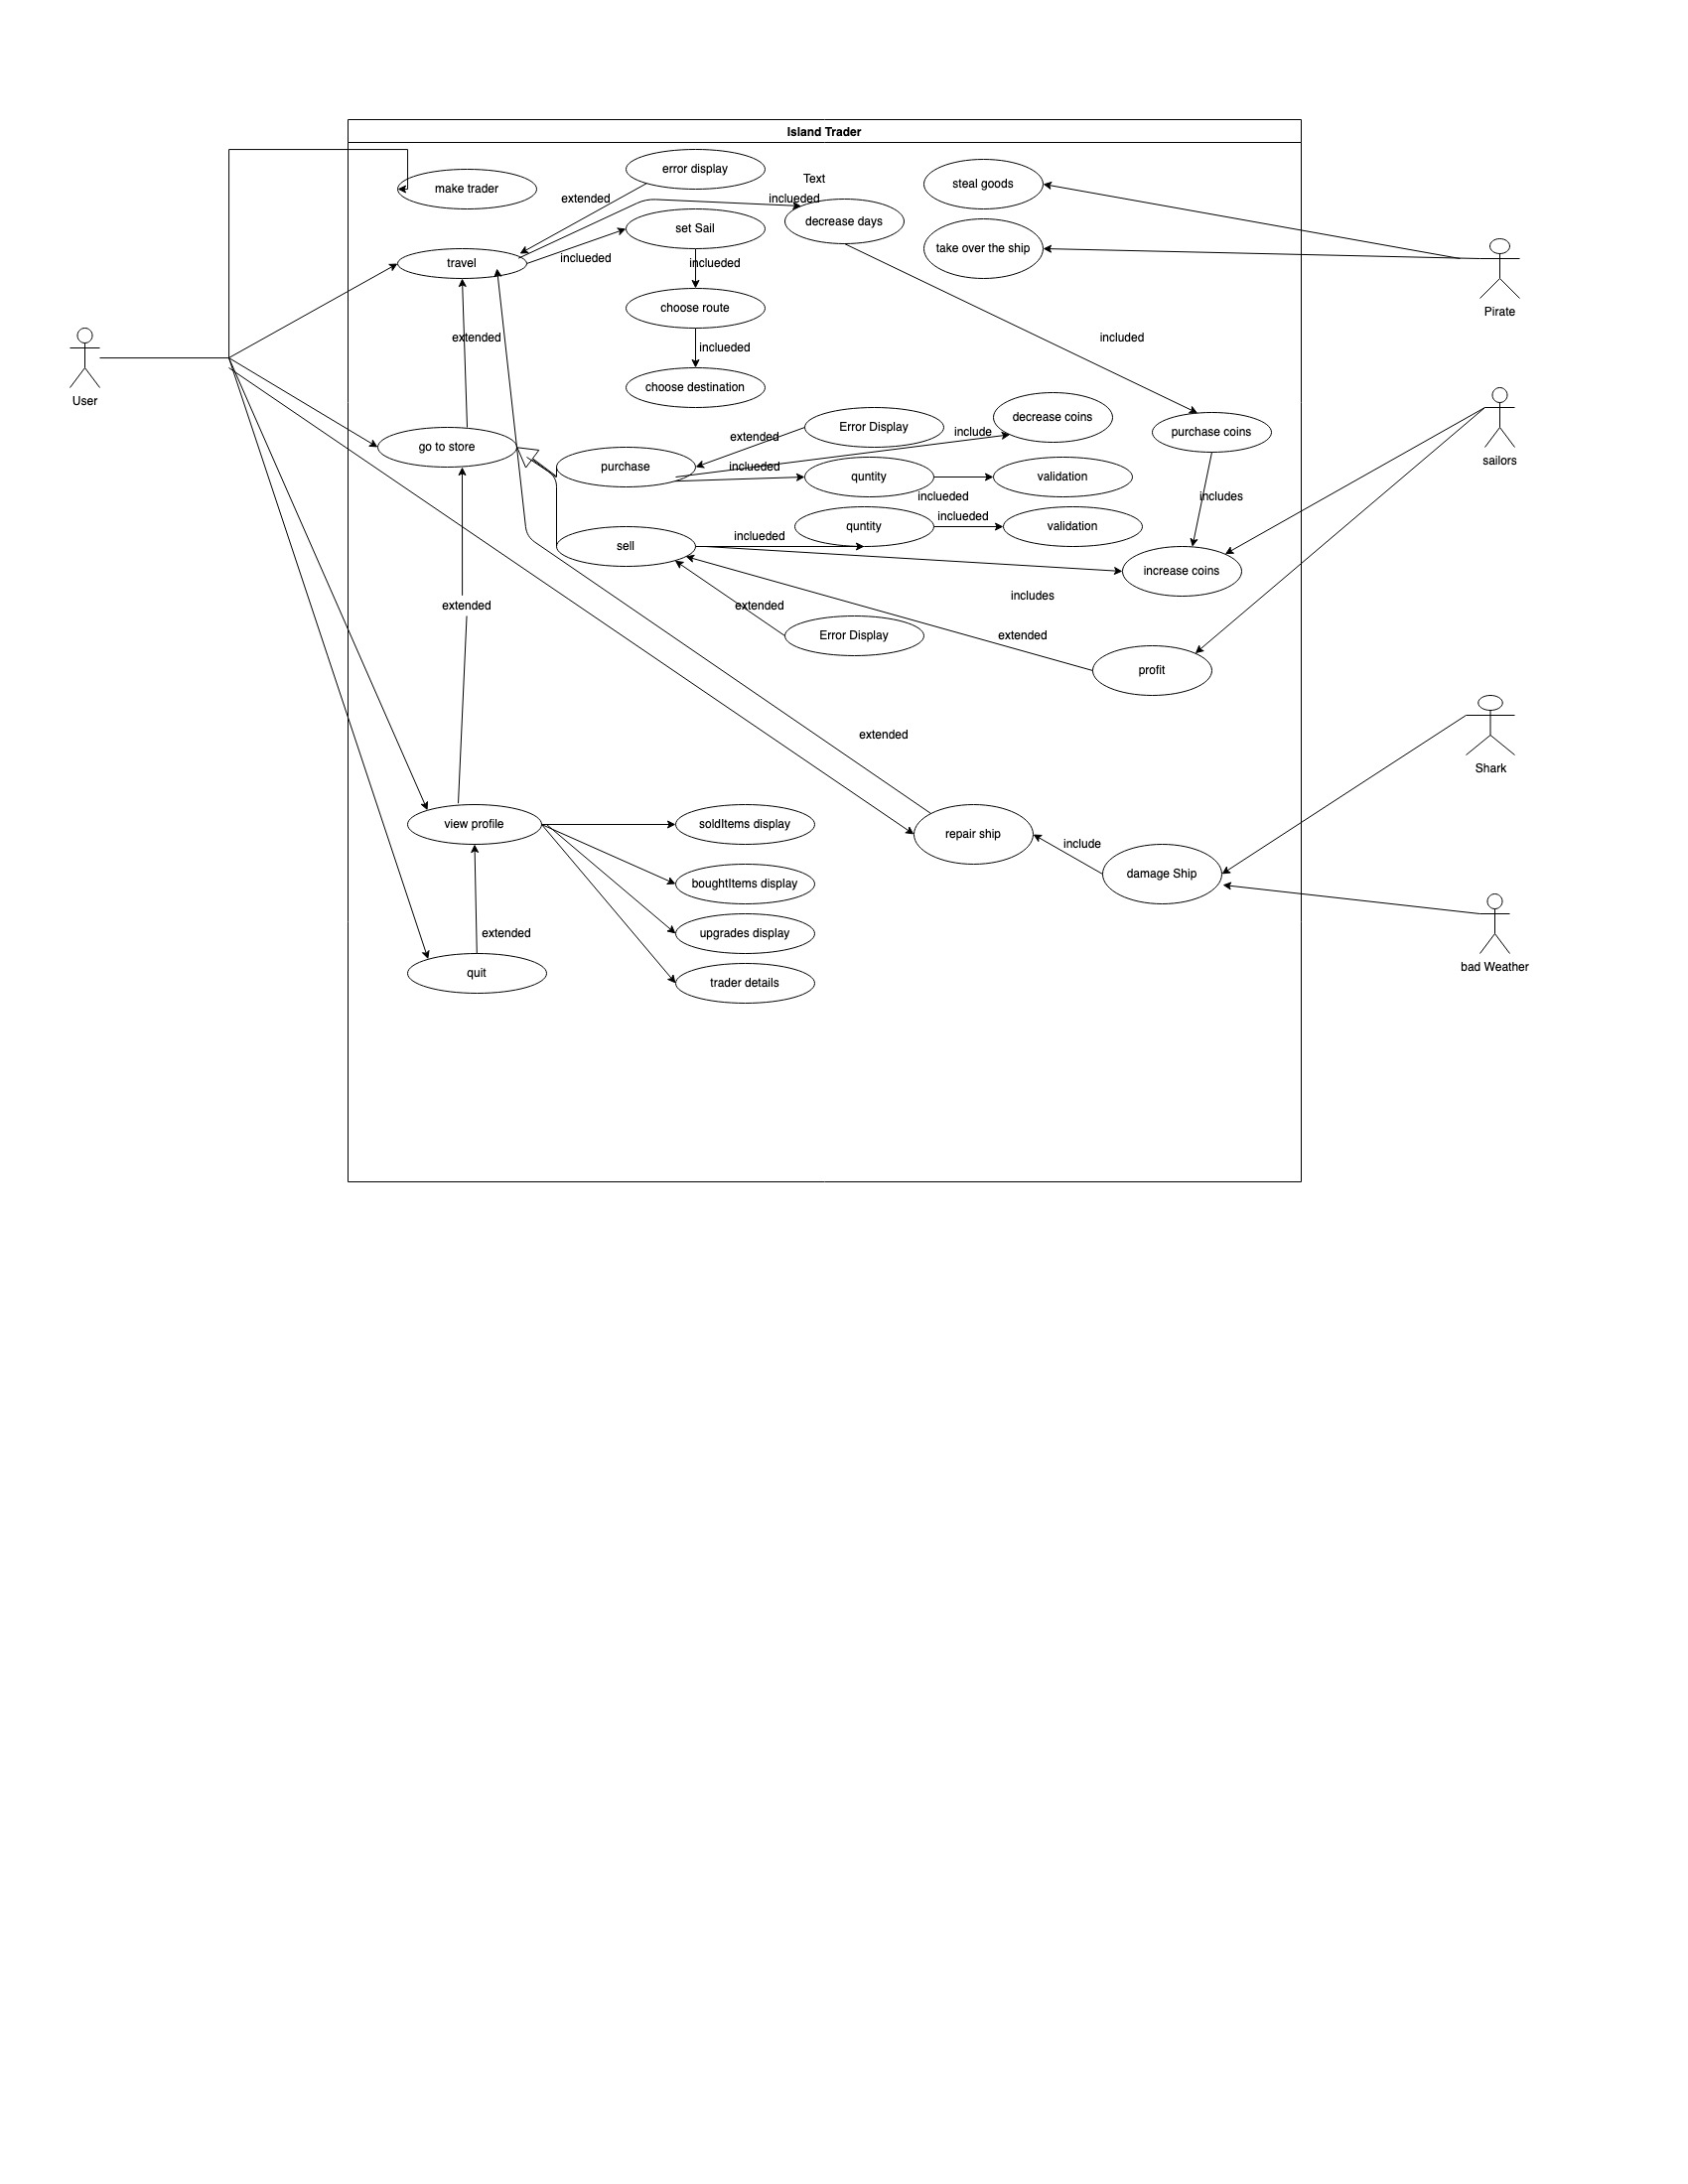 Island Trader
error display
make trader
Text
steal goods
extended
inclueded
decrease days
set Sail
take over the ship
travel
inclueded
inclueded
choose route
Pirate
extended
inclueded
included
User
choose destination
decrease coins
Error Display
include
purchase coins
extended
go to store
sailors
purchase
inclueded
quntity
validation
inclueded
includes
quntity
inclueded
validation
inclueded
sell
increase coins
includes
extended
extended
Error Display
extended
profit
extended
Shark
view profile
soldItems display
repair ship
include
damage Ship
boughtItems display
extended
upgrades display
bad Weather
quit
trader details